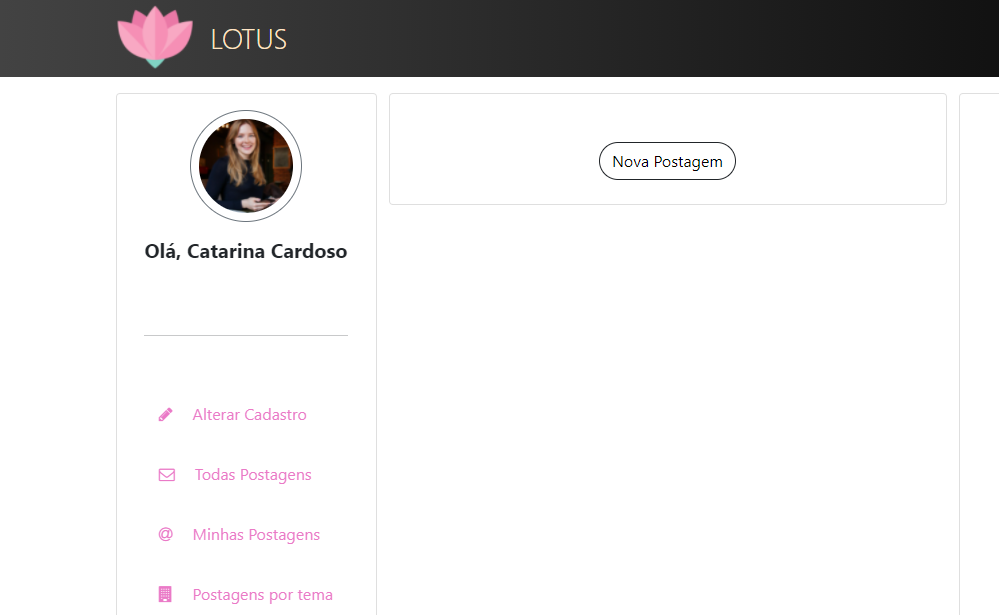 LOTUS
Olá, Catarina Cardoso
Alterar Cadastro
Todas Postagens
Minhas Postagens
Postagens por tema
Nova Postagem